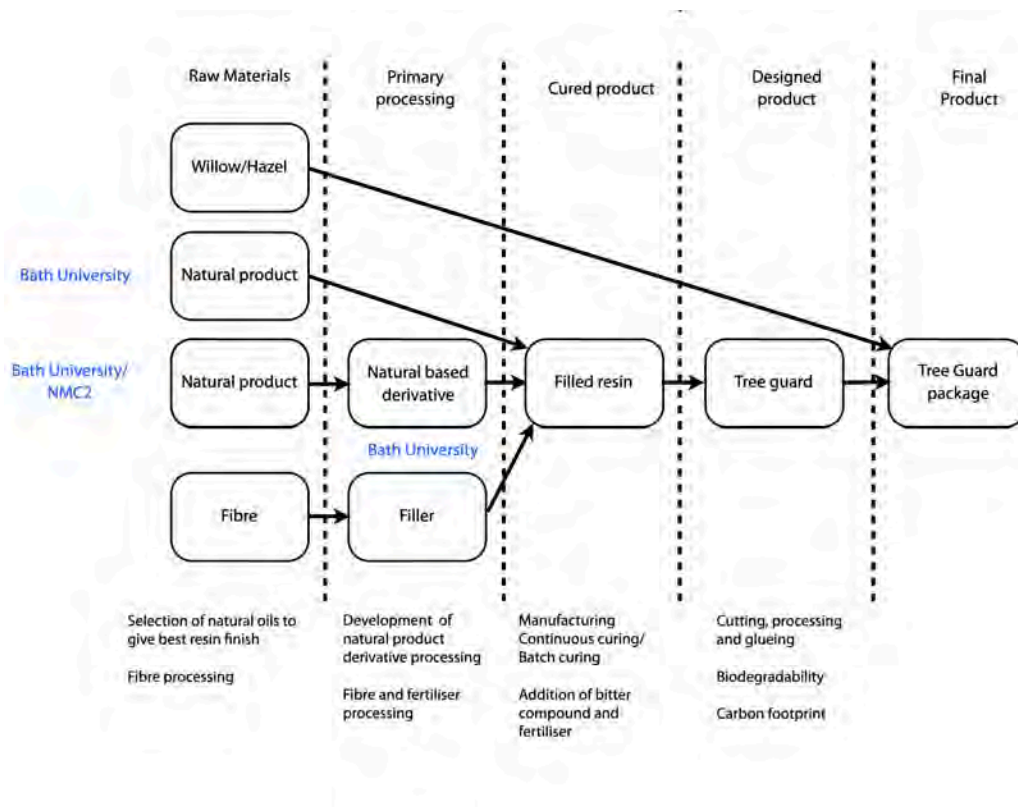 Raw Materials
Primary
processing
Cured product
Designed
product
Final
Product
Willow/Hazel
Bath University
Natural product
Bath University/
NMC2
Natural product
Natural based
derivative
Filled resin
Tree guard
Tree Guard
package
Bath University
Fibre
Filler
Selection of natural oils to
give best resin finish
Fibre processing
Development of
natural product
derivative processing
Fibre and fertiliser
processing
Manufacturing
Continuous curing/
Batch curing
Addition of bitter
compound and
fertiliser
Cutting, processing
and glueing
Biodegradability
Carbon footprint